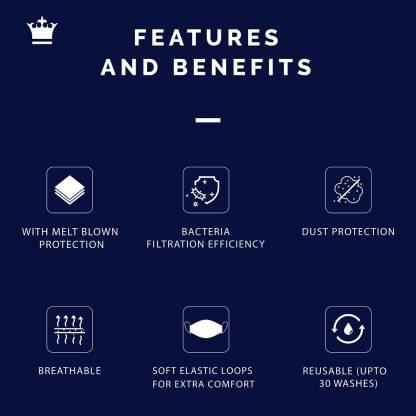 FEATURES
AND BENEFITS
WITH MELT BLOWN
PROTECTION
BACTERIA
FILTRATION EFFICIENCY
DUST PROTECTION
BREATHABLE
SOFT ELASTIC LOOPS
FOR EXTRA COMFORT
REUSABLE (UPTO
30 WASHES)